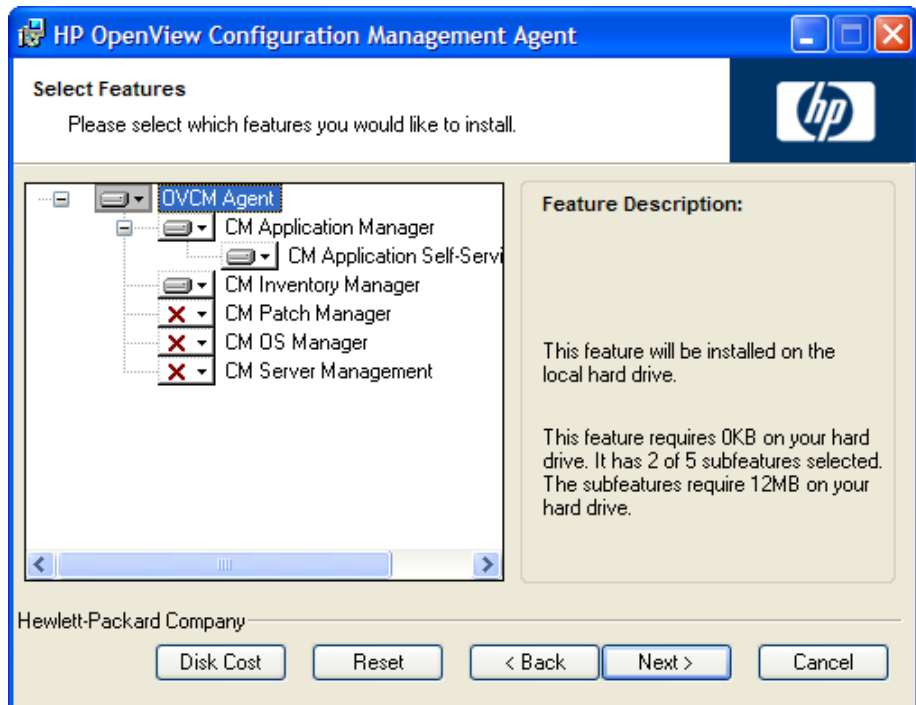 HP OpenView Configuration Management Agent
Select Features
Please select which features you would like to install.
hp
OVCM Agent
CM Application Manager
CM Application Self-Servi
CM Inventory Manager
CM Patch Manager
CM OS Manager
CM Server Management
Feature Description:
This feature will be installed on the
local hard drive.
This feature requires 0KB on your hard
drive. It has 2 of 5 subfeatures selected.
The subfeatures require 12MB on your
hard drive.
Hewlett-Packard Company
Disk Cost
Reset
< Back
Next >
Cancel